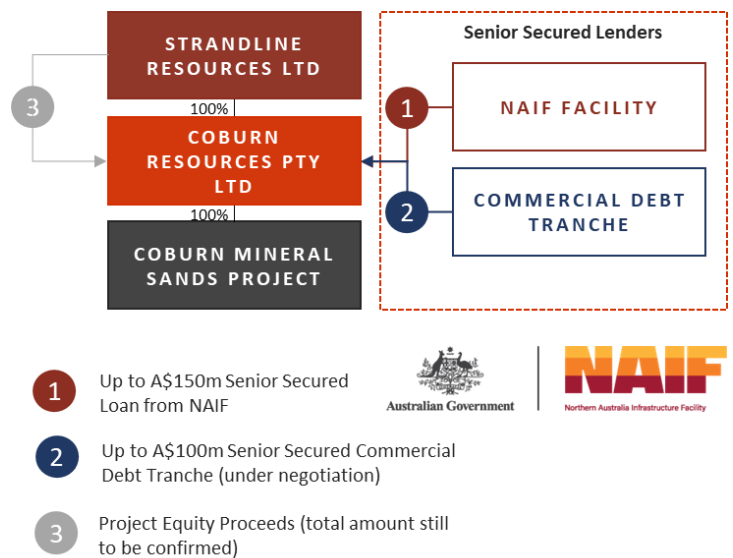 STRANDLINE
RESOURCES LTD
100%
COBURN
RESOURCES PTY
LTD
100%
COBURN MINERAL
SANDS PROJECT
3
Senior Secured Lenders
1
NAIF FACILITY
2
COMMERCIAL DEBT
TRANCHE
1
Up to A$150m Senior Secured
Loan from NAIF
Australian Government
NAIF
Northern Australia Infrastructure Facility
2
Up to A$100m Senior Secured Commercial
Debt Tranche (under negotiation)
3
Project Equity Proceeds (total amount still
to be confirmed)